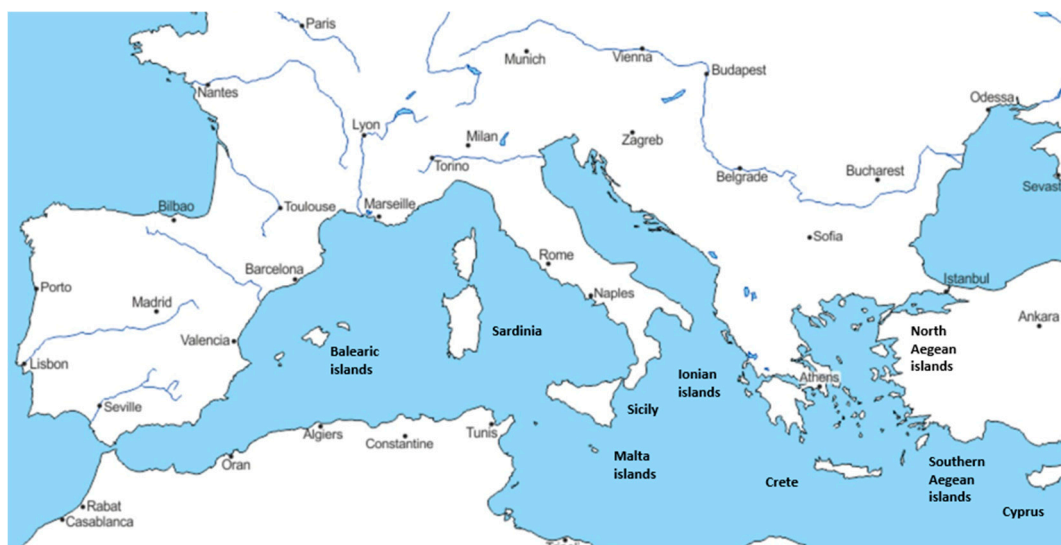 Paris
Munich
Vienna
Budapest
Nantes
Odessa
Lyon
Milan
Zagreb
Torino
Belgrade
Bucharest
Sevast
Bilbao
Toulouse
Marseille
Sofia
Rome
Barcelona
Istanbul
Porto
Madrid
Naples
Ankara
Sardinia
North
Aegean
islands
Valencia
Balearic
islands
Lisbon
Ionian
islands
Athens
Seville
Sicily
Algiers
Constantine
Tunis
Oran
Malta
islands
Crete
Southern
Aegean
islands
Rabat
Casablanca
Cyprus